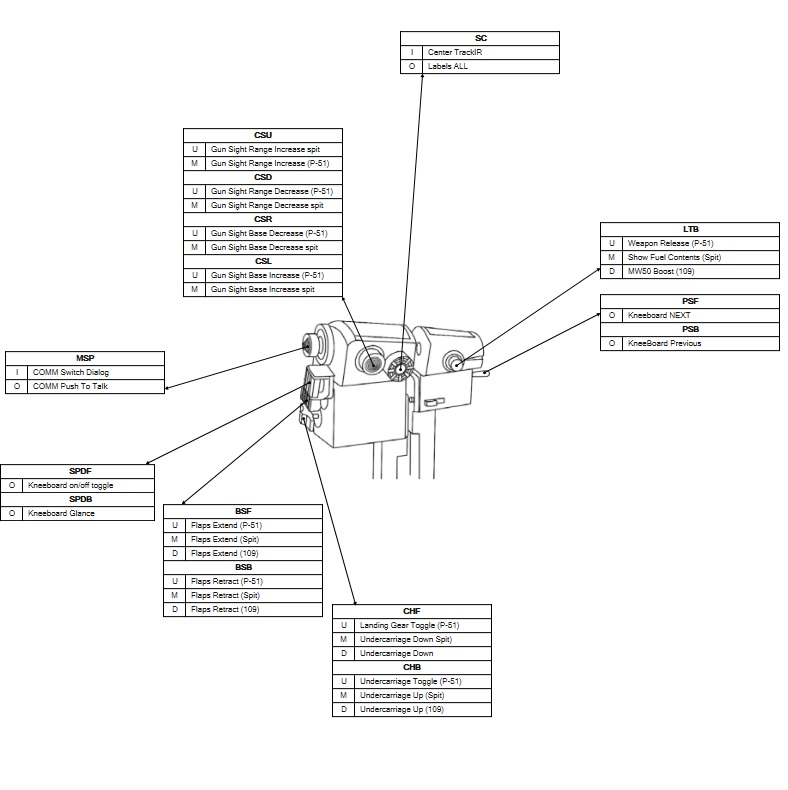 SC
I Center TrackIR
O Labels ALL
CSU
U Gun Sight Range Increase spit
M Gun Sight Range Increase (P-51)
CSD
U Gun Sight Range Decrease (P-51)
M Gun Sight Range Decrease spit
CSR
U Gun Sight Base Decrease (P-51)
M Gun Sight Base Decrease spit
CSL
U Gun Sight Base Increase (P-51)
M Gun Sight Base Increase spit
LTB
U Weapon Release (P-51)
M Show Fuel Contents (Spit)
D MW50 Boost (109)
PSF
O Kneeboard NEXT
PSB
O KneeBoard Previous
MSP
I COMM Switch Dialog
O COMM Push To Talk
SPDF
O Kneeboard on/off toggle
SPDB
O Kneeboard Glance
BSF
U Flaps Extend (P-51)
M Flaps Extend (Spit)
D Flaps Extend (109)
BSB
U Flaps Retract (P-51)
M Flaps Retract (Spit)
D Flaps Retract (109)
CHF
U Landing Gear Toggle (P-51)
M Undercarriage Down Spit)
D Undercarriage Down
CHB
U Undercarriage Toggle (P-51)
M Undercarriage Up (Spit)
D Undercarriage Up (109)